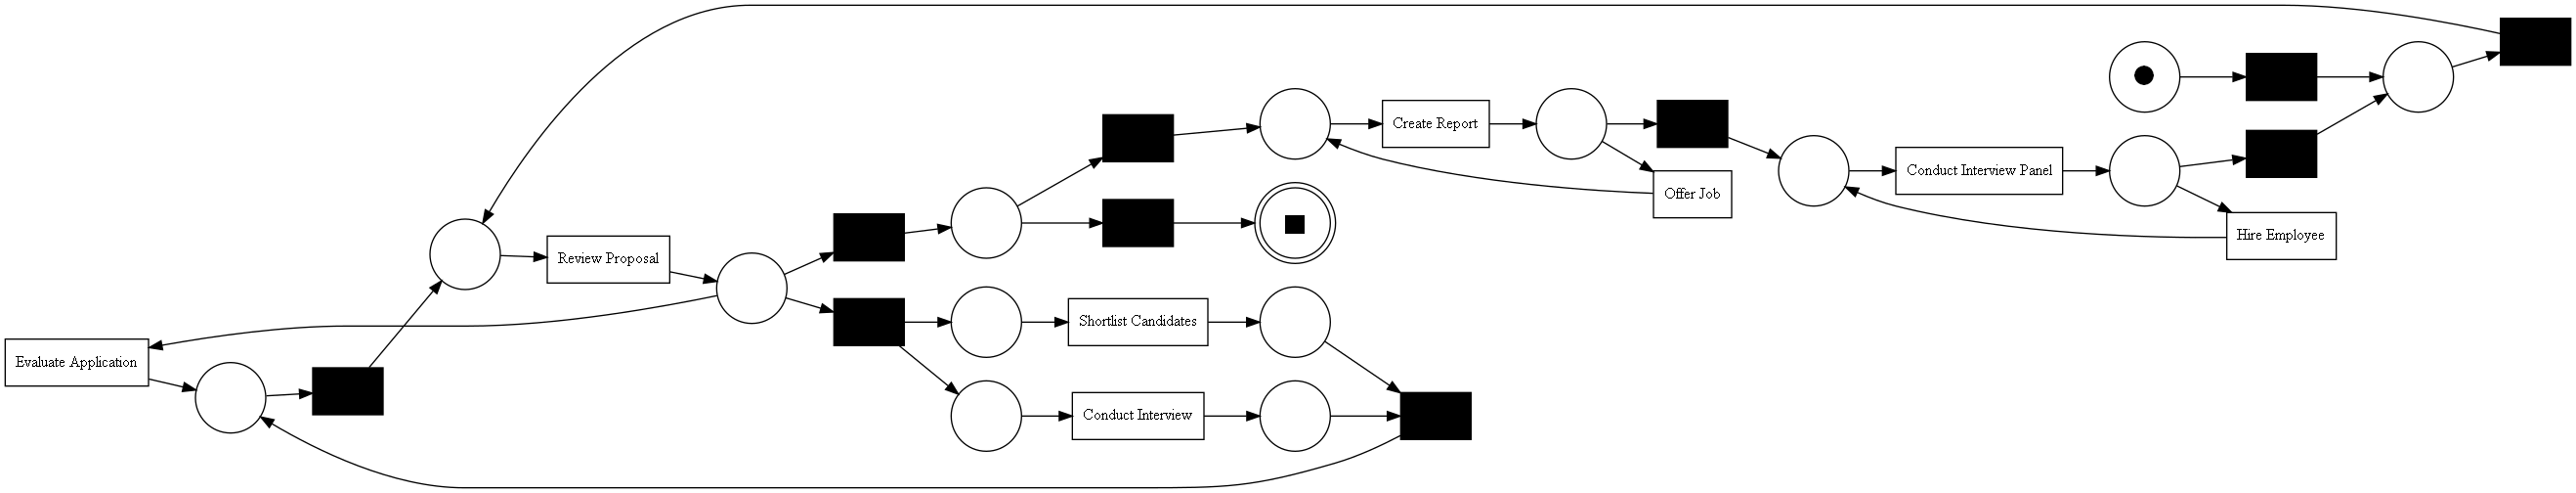 Create Report
Conduct Interview Panel
Offer Job
Hire Employee
Review Proposal
Shortlist Candidates
Evaluate Application
Conduct Interview